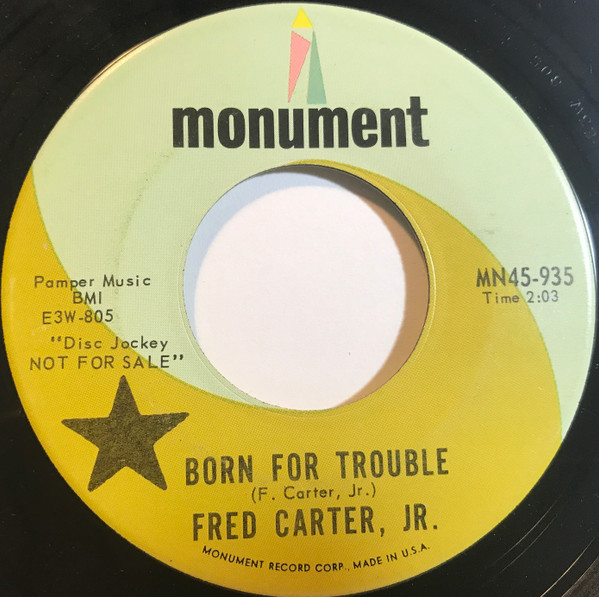 monument
Pamper Music
BMI
E3W-805
"Disc Jockey
NOT FOR SALE"
MN45-935
Time 2:03
BORN FOR TROUBLE
(F. Carter, Jr.)
FRED CARTER, JR.
MONUMENT RECORD CORP., MADE IN U.S.A.